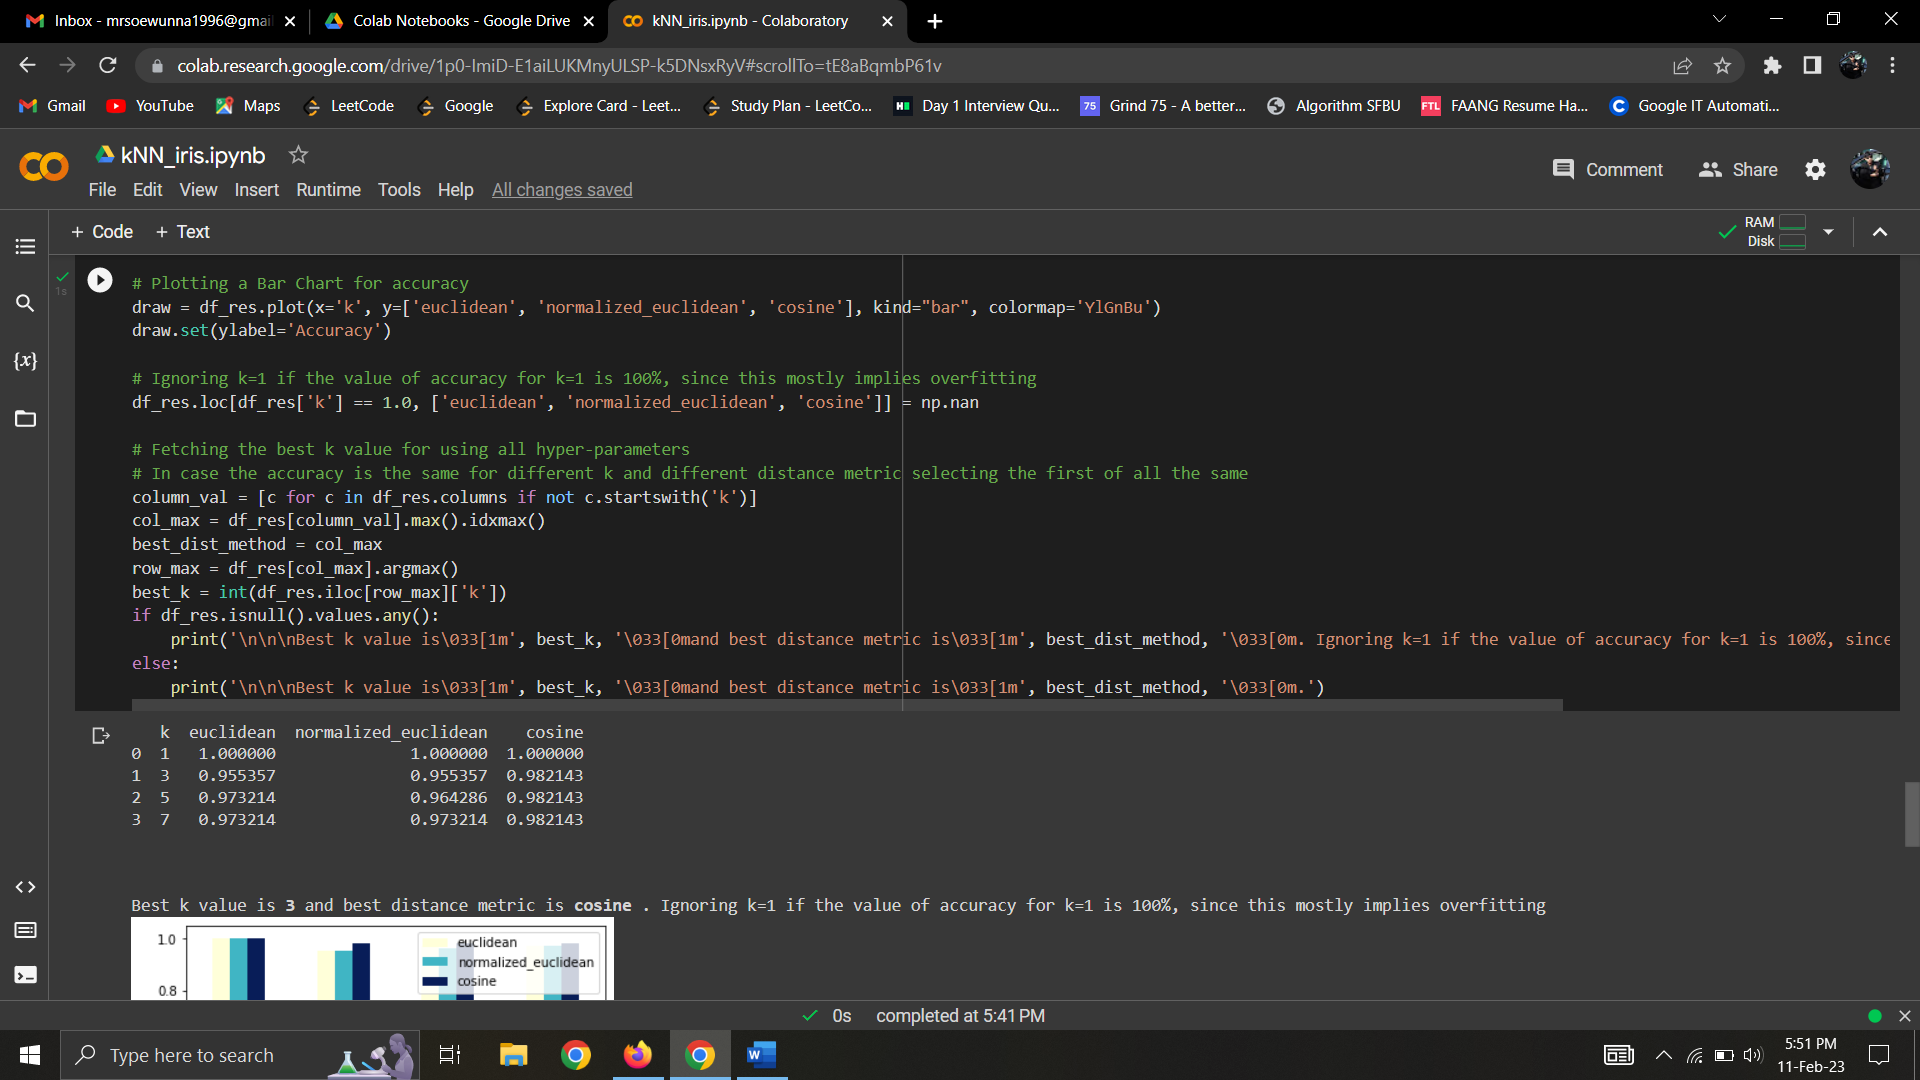 Inbox - mrsoewunna1996@gmai
Colab Notebooks - Google Drive
kNN_iris.ipynb - Colaboratory
colab.research.google.com/drive/1p0-ImiD-E1aiLUKMnyULSP-k5DNsxRyV#scrollTo=tE8aBqmbP61v
Gmail YouTube Maps LeetCode Google Explore Card - Leet... Study Plan - LeetCo... Day 1 Interview Qu... 75 Grind 75 - A better... Algorithm SFBU FTL FAANG Resume Ha... Google IT Automati...
kNN_iris.ipynb
Comment Share
File Edit View Insert Runtime Tools Help All changes saved
+ Code + Text
RAM
Disk
1s
# Plotting a Bar Chart for accuracy
draw = df_res.plot(x='k', y=['euclidean', 'normalized_euclidean', 'cosine'], kind="bar", colormap='YlGnBu')
draw.set(ylabel='Accuracy')
# Ignoring k=1 if the value of accuracy for k=1 is 100%, since this mostly implies overfitting
df_res.loc[df_res['k'] == 1.0, ['euclidean', 'normalized_euclidean', 'cosine']] = np.nan
# Fetching the best k value for using all hyper-parameters
# In case the accuracy is the same for different k and different distance metric selecting the first of all the same
column_val = [c for c in df_res.columns if not c.startswith('k')]
col_max = df_res[column_val].max().idxmax()
best_dist_method = col_max
row_max = df_res[col_max].argmax()
best_k = int(df_res.iloc[row_max]['k'])
if df_res.isnull().values.any():
print('\n\n\nBest k value is\033[1m', best_k, '\033[0mand best distance metric is\033[1m', best_dist_method, '\033[0m. Ignoring k=1 if the value of accuracy for k=1 is 100%, since
else:
print('\n\n\nBest k value is\033[1m', best_k, '\033[0mand best distance metric is\033[1m', best_dist_method, '\033[0m.')
k euclidean normalized_euclidean cosine
0 1 1.000000 1.000000 1.000000
1 3 0.955357 0.955357 0.982143
2 5 0.973214 0.964286 0.982143
3 7 0.973214 0.973214 0.982143
Best k value is 3 and best distance metric is cosine . Ignoring k=1 if the value of accuracy for k=1 is 100%, since this mostly implies overfitting
1.0
0.8
euclidean
normalized_euclidean
cosine
0s completed at 5:41 PM
Type here to search
5:51 PM
11-Feb-23